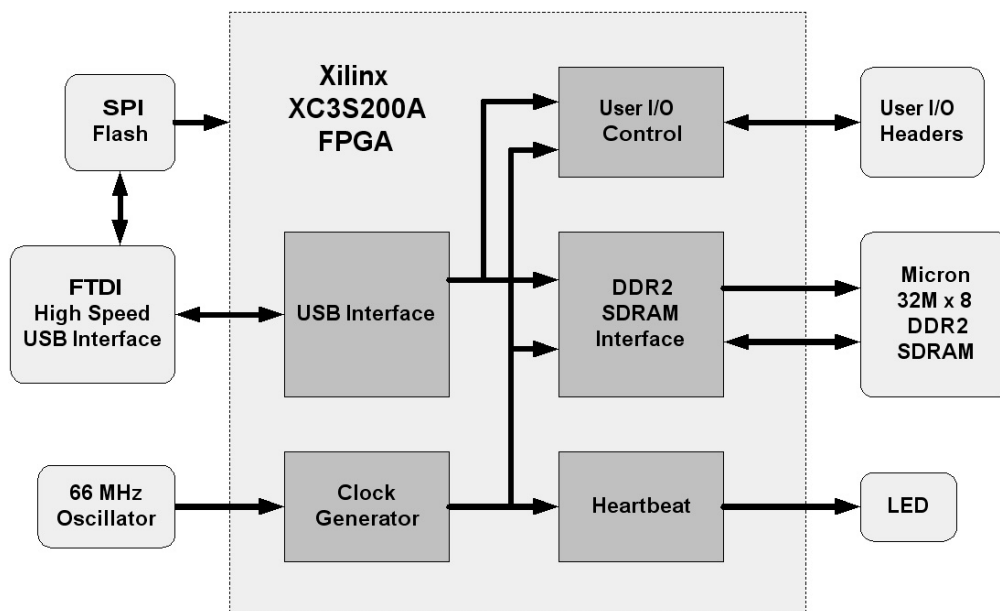 Xilinx
XC3S200A
FPGA
SPI
Flash
User I/O
Control
User I/O
Headers
FTDI
High Speed
USB Interface
USB Interface
DDR2
SDRAM
Interface
Micron
32M x 8
DDR2
SDRAM
66 MHz
Oscillator
Clock
Generator
Heartbeat
LED